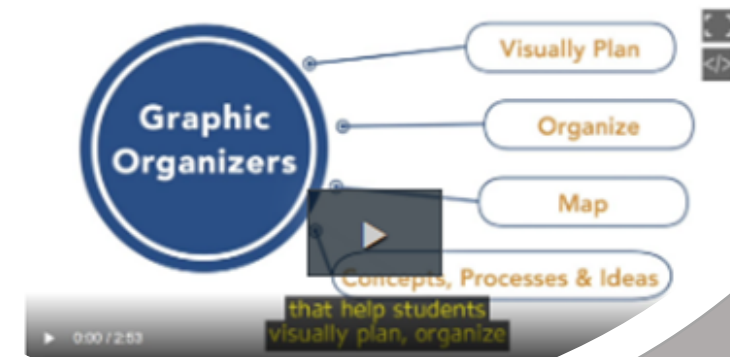 Graphic
Organizers
Visually Plan
Organize
Map
Concepts, Processes & Ideas
that help students
visually plan, organize
0:00 / 2:53
</>